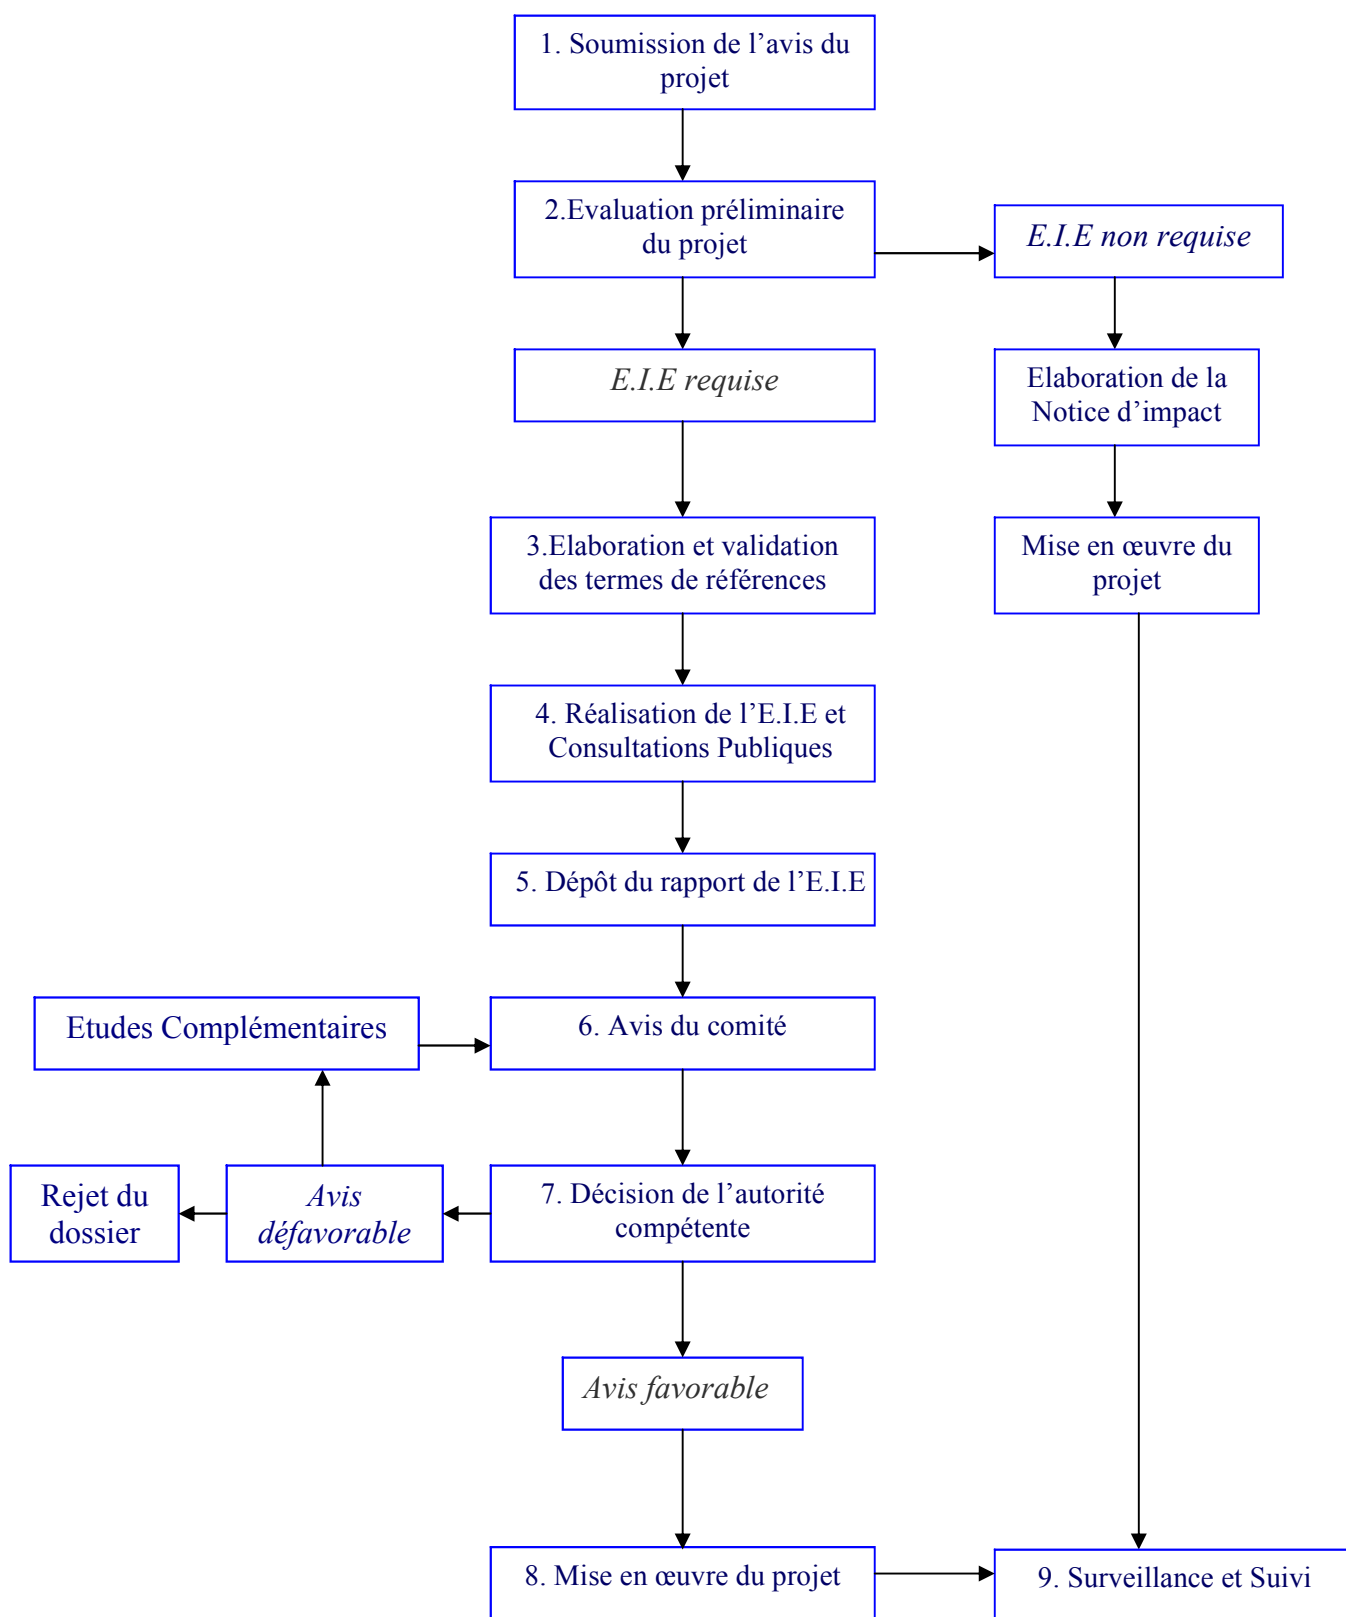 1. Soumission de l’avis du
projet
2.Evaluation préliminaire
du projet
E.I.E non requise
E.I.E requise
Elaboration de la
Notice d’impact
3.Elaboration et validation
des termes de références
Mise en œuvre du
projet
4. Réalisation de l’E.I.E et
Consultations Publiques
5. Dépôt du rapport de l’E.I.E
Etudes Complémentaires
6. Avis du comité
Rejet du
dossier
Avis
défavorable
7. Décision de l’autorité
compétente
Avis favorable
8. Mise en œuvre du projet
9. Surveillance et Suivi